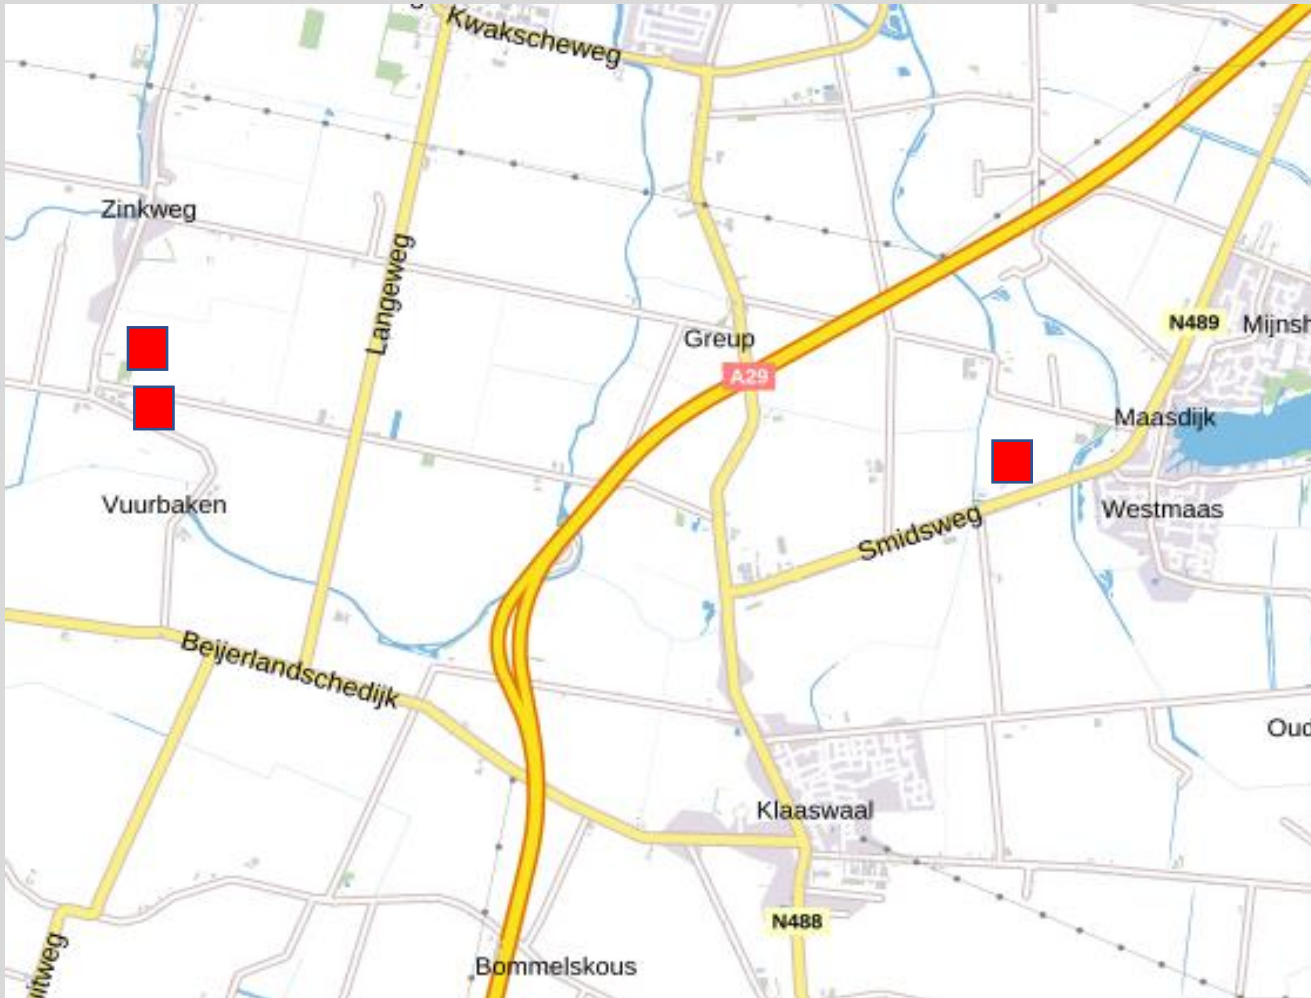 Kwakscheweg
Zinkweg
Langeweg
N489
Mijnsh
Greup
A29
Maasdijk
Vuurbaken
Westmaas
Smidsweg
Beijerlandschedijk
Oud
Klaaswaal
N488
itweg
Bommelskous